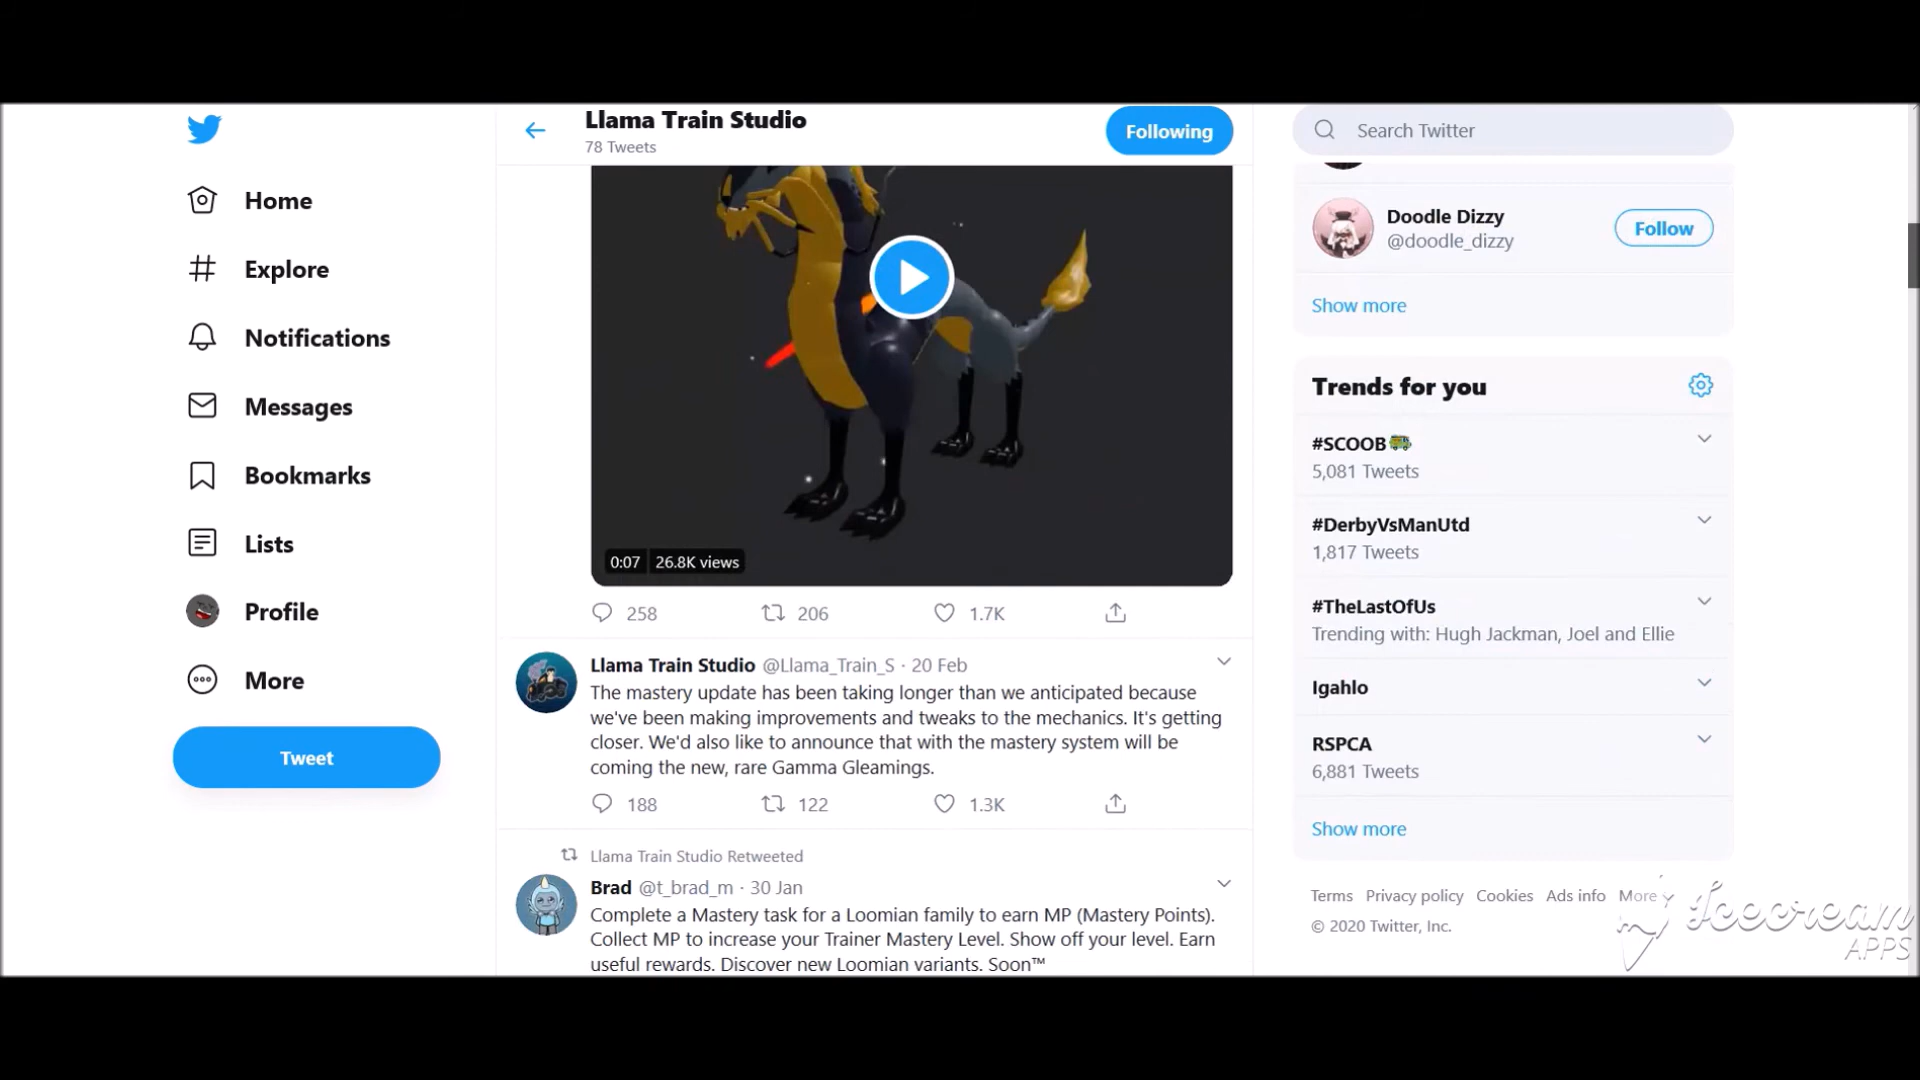 Home
Explore
Notifications
Messages
Bookmarks
Lists
Profile
More
Tweet
Llama Train Studio
78 Tweets
Following
0:07 26.8K views
258 206 1.7K
Llama Train Studio @Llama_Train_S · 20 Feb
The mastery update has been taking longer than we anticipated because
we've been making improvements and tweaks to the mechanics. It's getting
closer. We'd also like to announce that with the mastery system will be
coming the new, rare Gamma Gleamings.
188 122 1.3K
Llama Train Studio Retweeted
Brad @t_brad_m · 30 Jan
Complete a Mastery task for a Loomian family to earn MP (Mastery Points).
Collect MP to increase your Trainer Mastery Level. Show off your level. Earn
useful rewards. Discover new Loomian variants. Soon™
Search Twitter
Doodle Dizzy
@doodle_dizzy
Follow
Show more
Trends for you
#SCOOB
5,081 Tweets
#DerbyVsManUtd
1,817 Tweets
#TheLastOfUs
Trending with: Hugh Jackman, Joel and Ellie
Igahlo
RSPCA
6,881 Tweets
Show more
Terms Privacy policy Cookies Ads info More
© 2020 Twitter, Inc.
Icecream
APPS